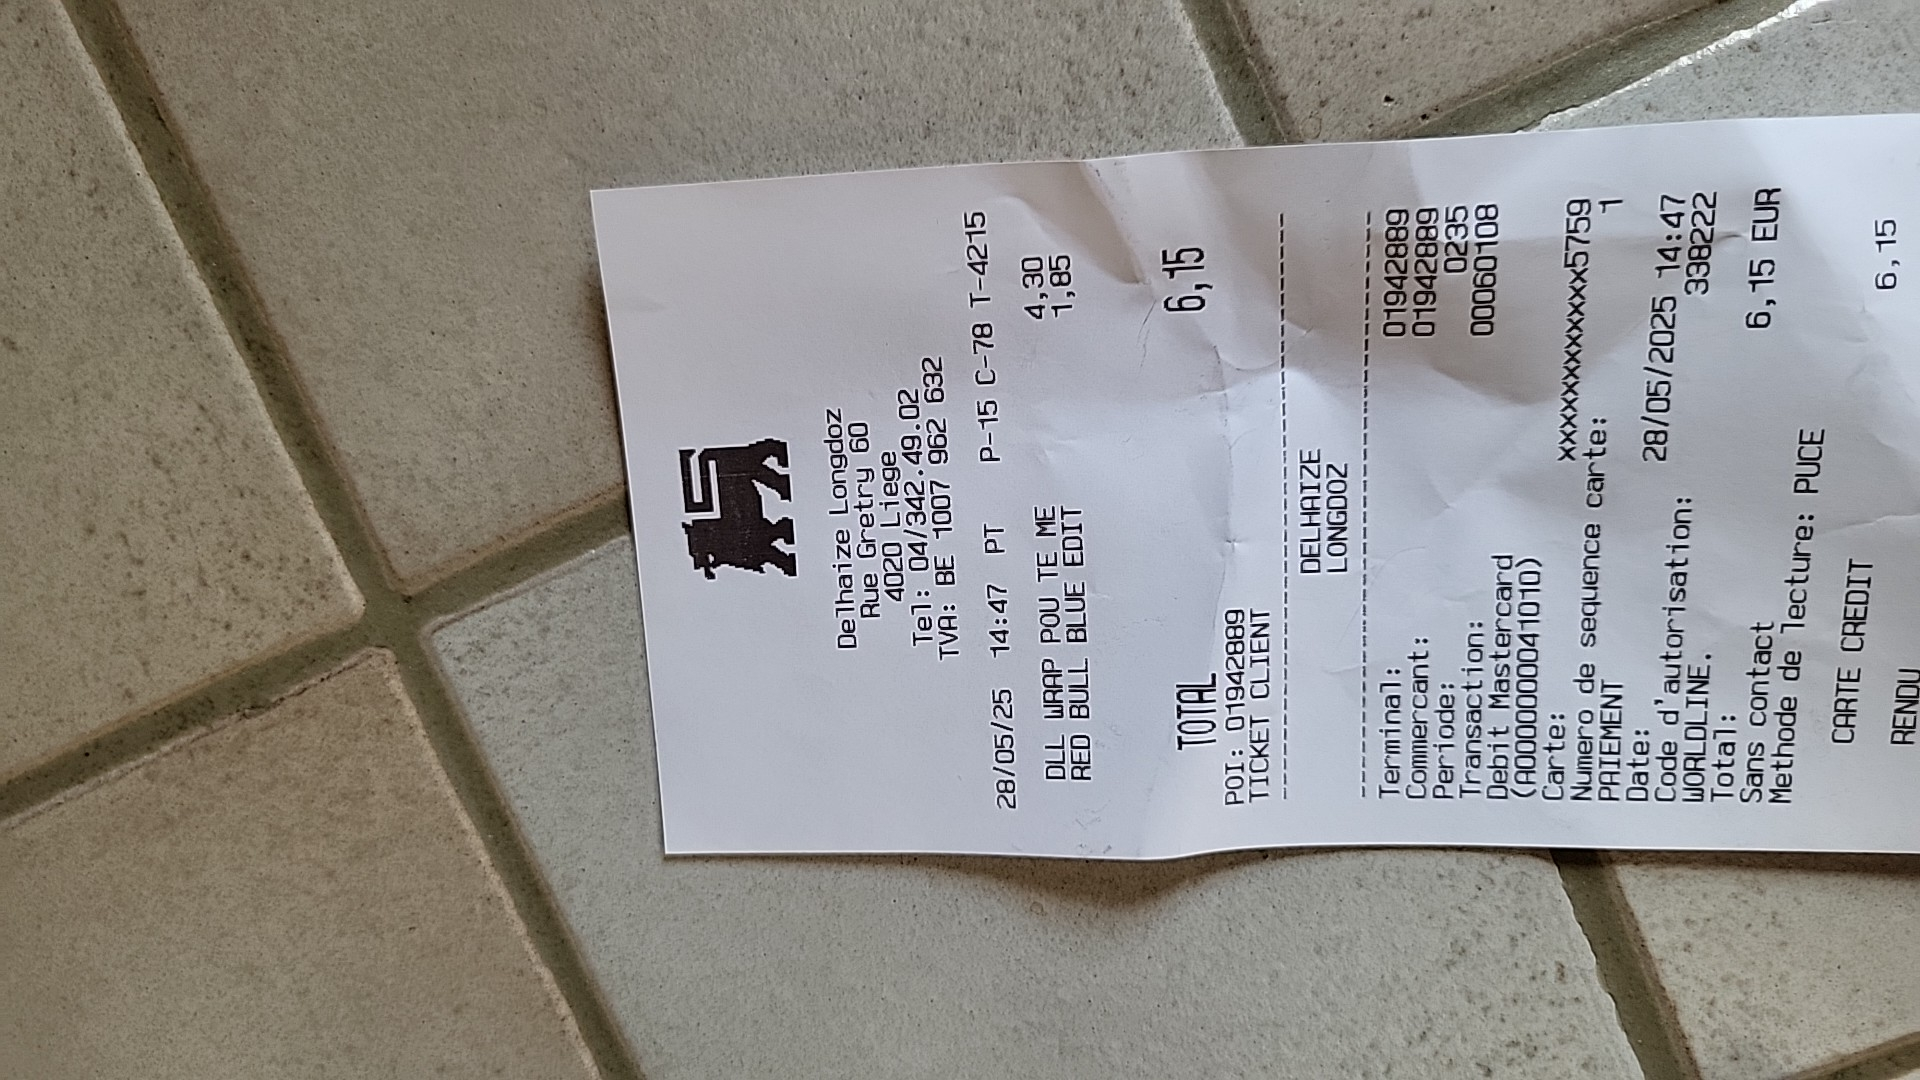 Delhaize Longdoz
Rue Gretry 60
4020 Liege
Tel: 04/342.49.02
TVA: BE 1007 962 632
28/05/25 14:47 PT P-15 C-78 T-4215
DLL WRAP POU TE ME 4,30
RED BULL BLUE EDIT 1,85
TOTAL 6,15
POI: 01942889
TICKET CLIENT
DELHAIZE
LONGDOZ
Terminal: 01942889
Commercant: 01942889
Periode: 0235
Transaction: 000601108
Debit Mastercard
(A0000000041010)
Carte: xxxxxxxxxxxxx5759
Numero de sequence carte: 1
PAIEMENT
Date: 28/05/2025 14:47
Code d'autorisation: 338222
WORLDLINE.
Total: 6,15 EUR
Sans contact
Methode de lecture: PUCE
CARTE CREDIT 6,15
RENDU